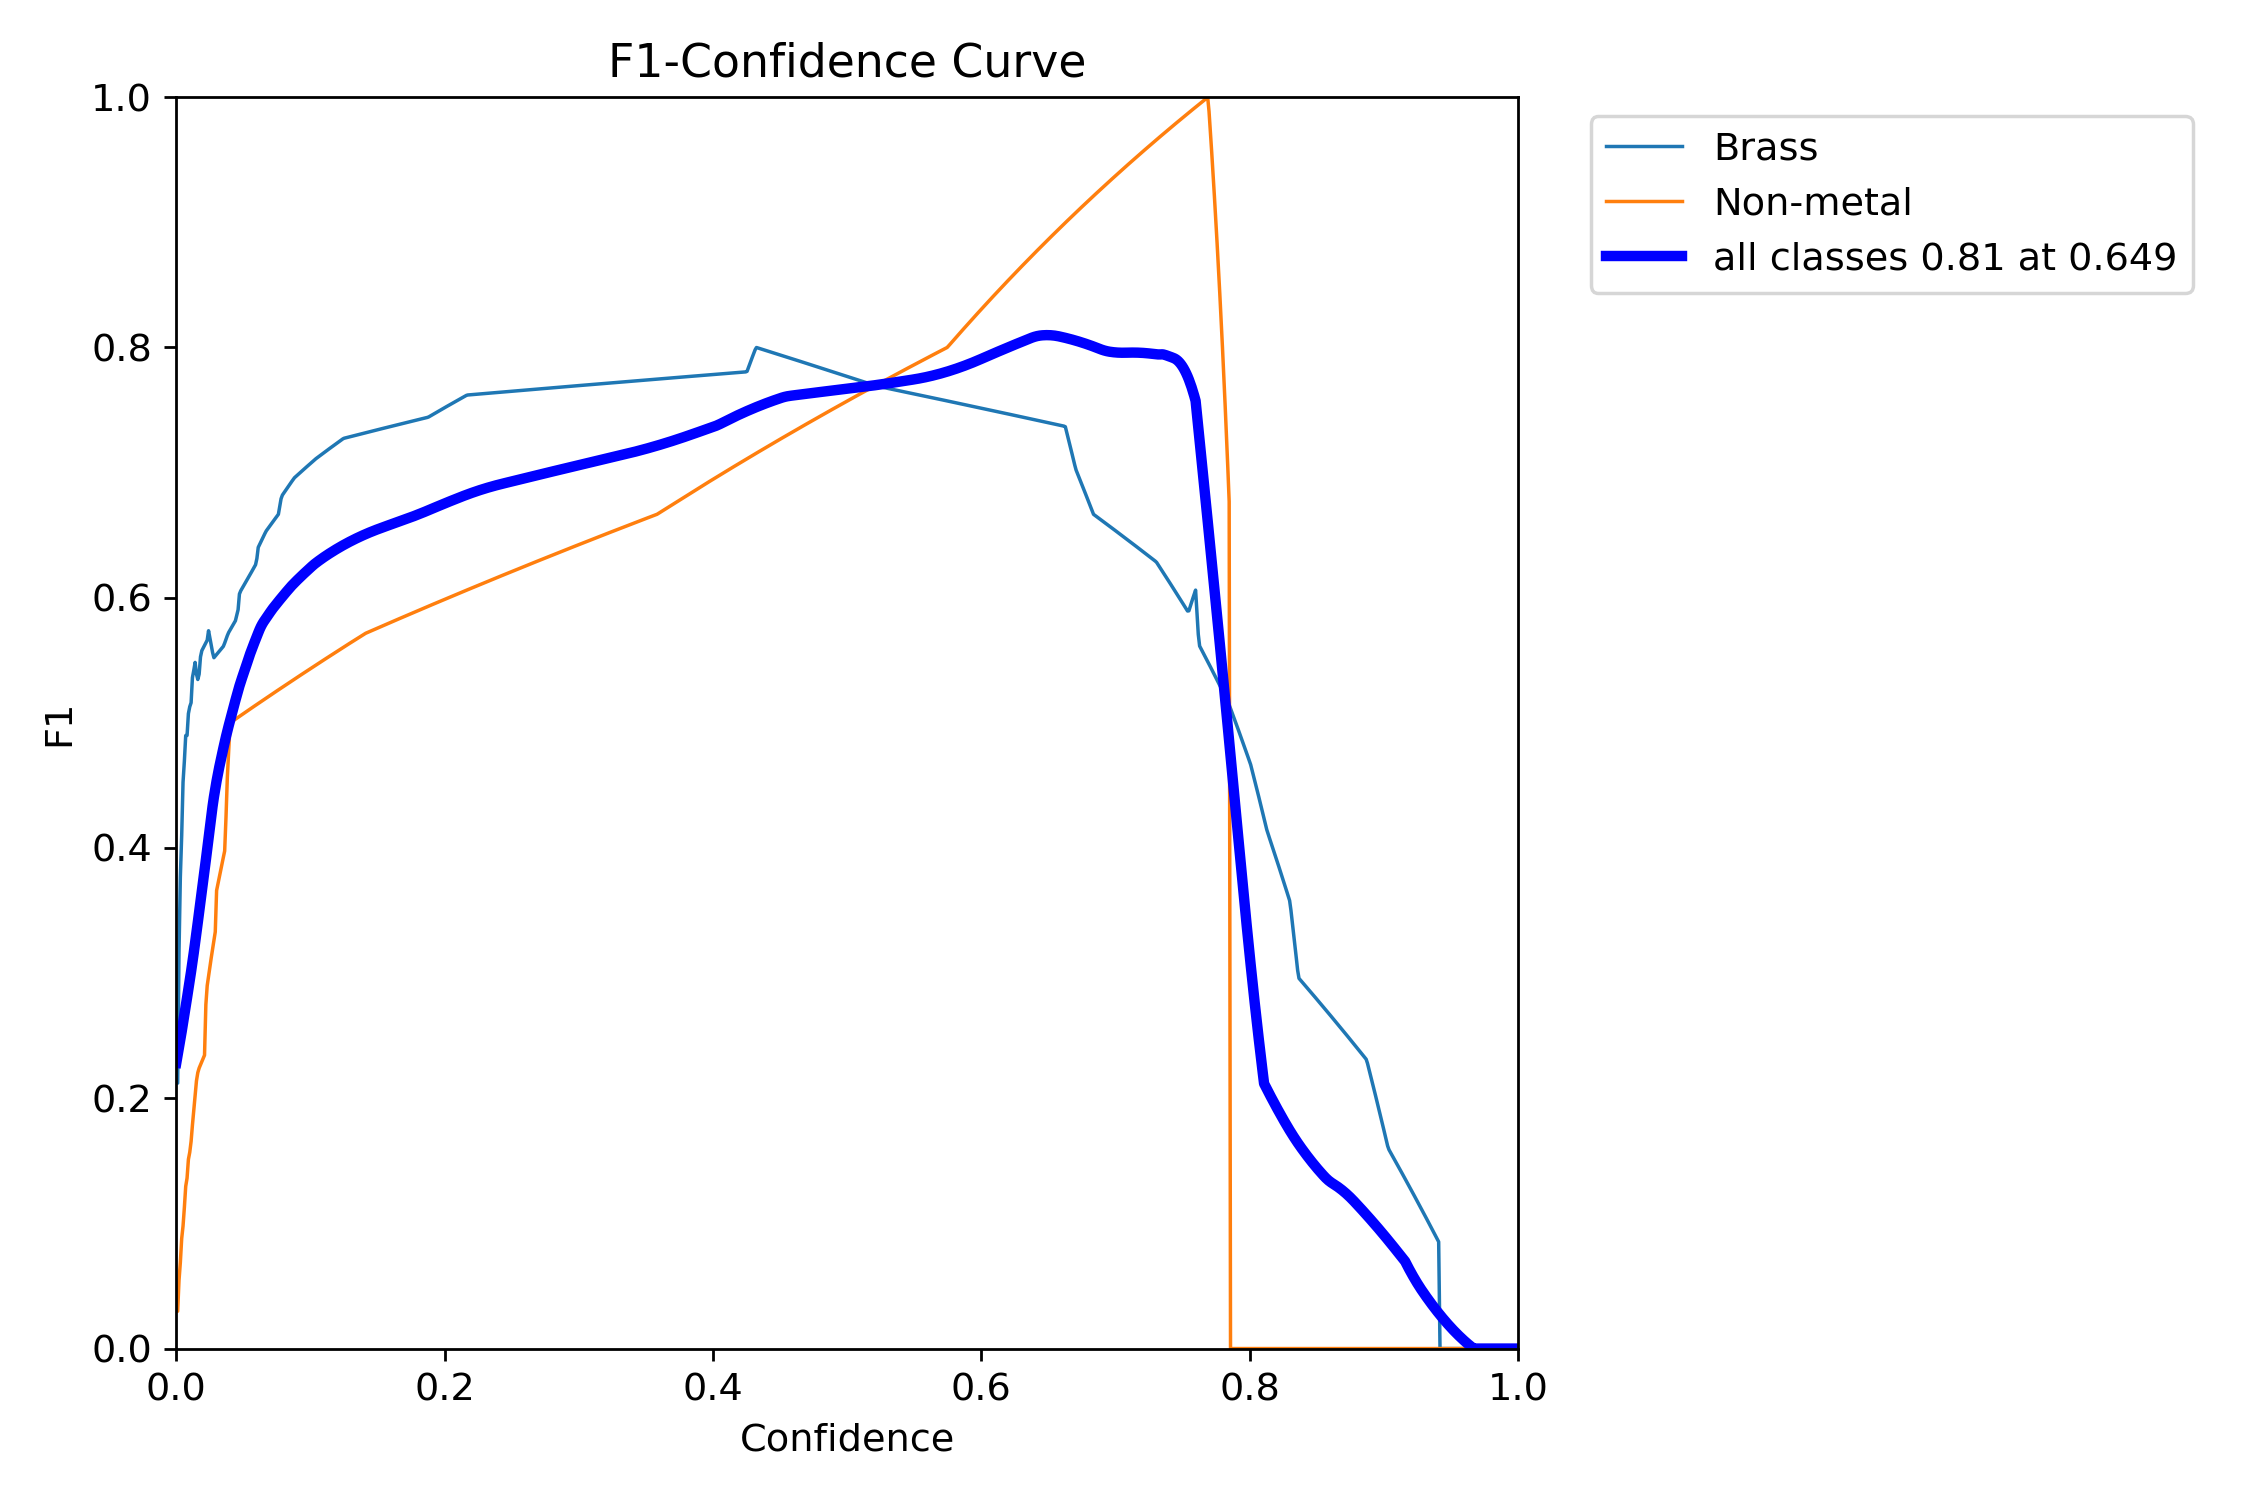 F1-Confidence Curve
1.0
0.8
0.6
0.4
0.2
0.0
F1
0.0 0.2 0.4 0.6 0.8 1.0
Confidence
Brass
Non-metal
all classes 0.81 at 0.649